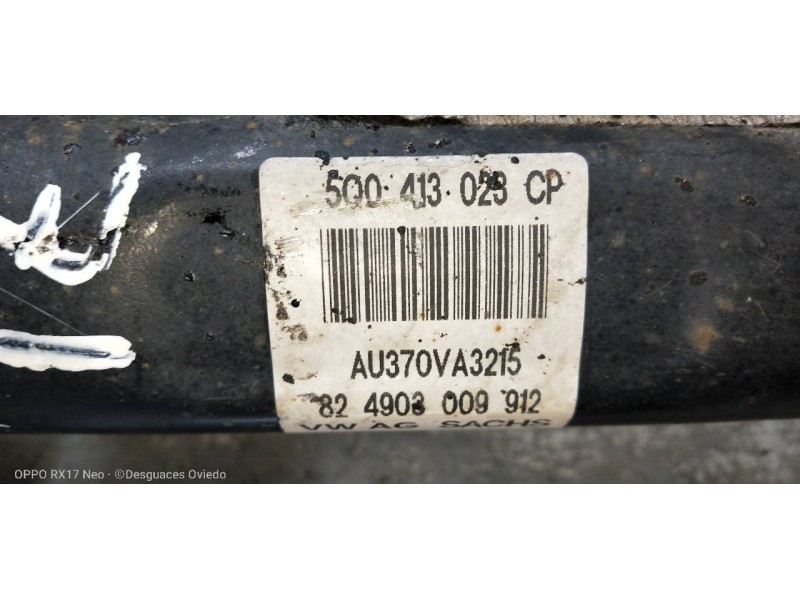 5Q0 413 023 CP
AU370VA3215
82 4903 009 912
VW AG SACHS
OPPO RX17 Neo · ©Desguaces Oviedo